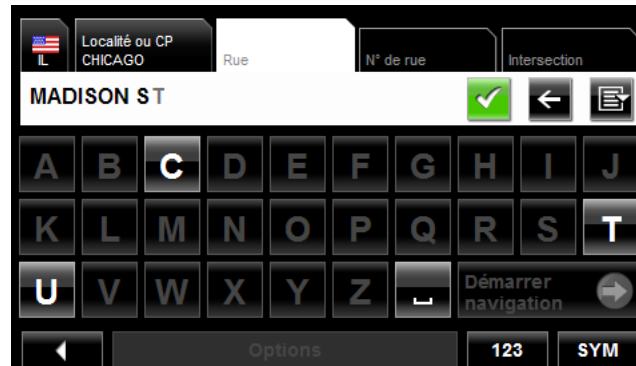 IL
Localité ou CP
CHICAGO
Rue
N° de rue
Intersection
MADISON ST
A B C D E F G H I J
K L M N O P Q R S T
U V W X Y Z Démarrer navigation
Options 123 SYM